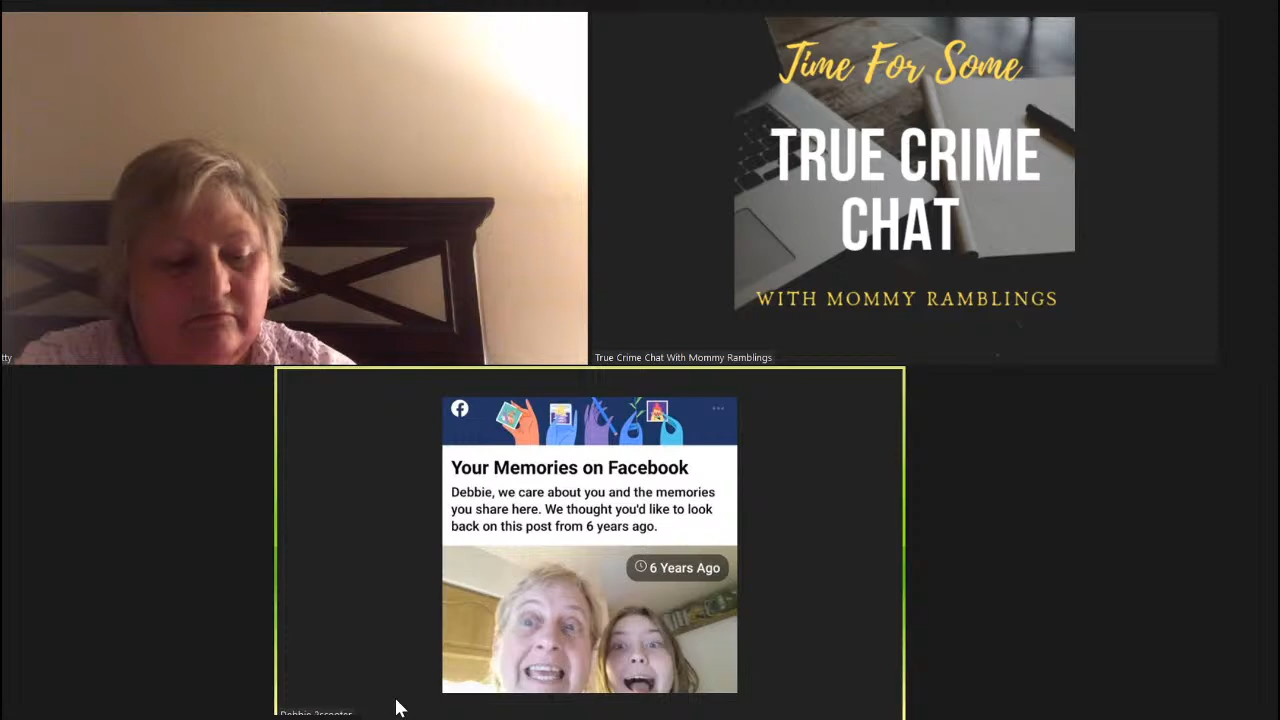 Time For Some
TRUE CRIME
CHAT
WITH MOMMY RAMBLINGS
tty
True Crime Chat With Mommy Ramblings
Your Memories on Facebook
Debbie, we care about you and the memories
you share here. We thought you'd like to look
back on this post from 6 years ago.
6 Years Ago
Debbie